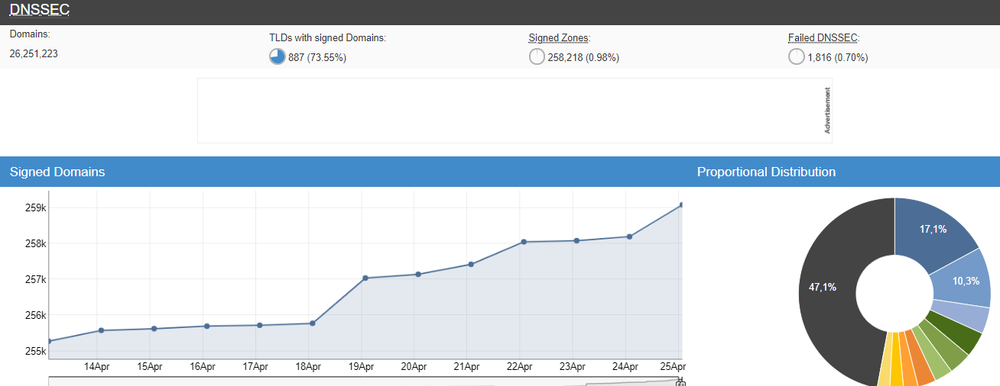 DNSSEC
Domains:
26,251,223
TLDs with signed Domains:
887 (73.55%)
Signed Zones:
258,218 (0.98%)
Failed DNSSEC:
1,816 (0.70%)
Advertisement
Signed Domains
Proportional Distribution
259k
258k
257k
256k
255k
14Apr 15Apr 16Apr 17Apr 18Apr 19Apr 20Apr 21Apr 22Apr 23Apr 24Apr 25Apr
17,1%
10,3%
47,1%